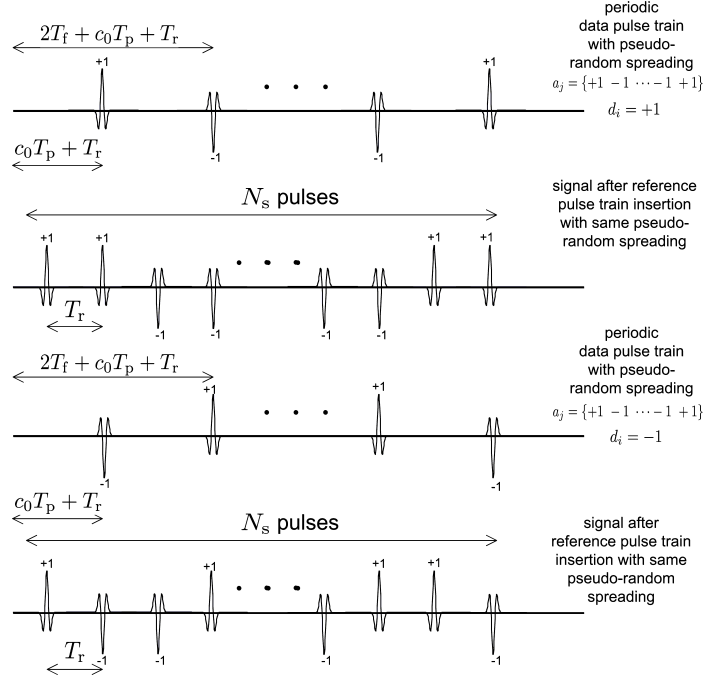 periodic
data pulse train
with pseudo-
random spreading
a_j = {+1 −1 ⋯ −1 +1}
d_i = +1
2T_f + c_0T_p + T_r
+1
+1
-1
-1
c_0T_p + T_r
N_s pulses
signal after reference
pulse train insertion
with same pseudo-
random spreading
+1
+1
+1
+1
-1
-1
-1
-1
T_r
periodic
data pulse train
with pseudo-
random spreading
a_j = {+1 −1 ⋯ −1 +1}
d_i = −1
2T_f + c_0T_p + T_r
+1
+1
-1
-1
c_0T_p + T_r
N_s pulses
signal after
reference pulse train
insertion with same
pseudo-random
spreading
+1
+1
+1
+1
-1
-1
-1
-1
T_r